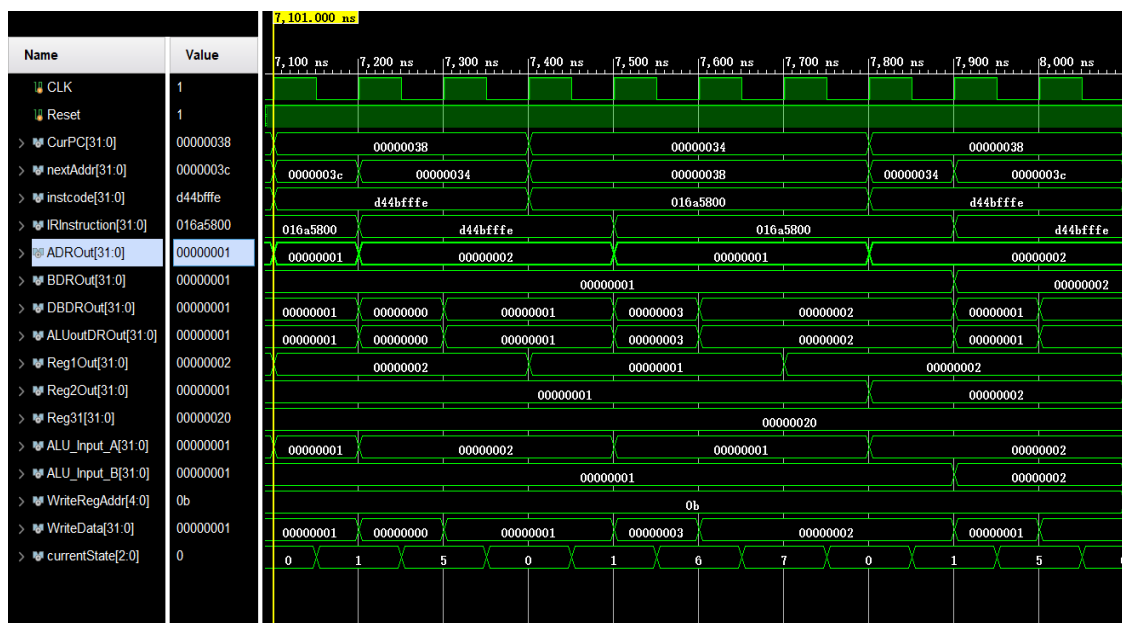 7,101.000 ns
Name Value
7,100 ns 7,200 ns 7,300 ns 7,400 ns 7,500 ns 7,600 ns 7,700 ns 7,800 ns 7,900 ns 8,000 ns
CLK 1
Reset 1
CurPC[31:0] 00000038 00000038 00000034 00000038
nextAddr[31:0] 0000003c 0000003c 00000034 00000038 00000034 0000003c
instcode[31:0] d44bfffe d44bfffe 016a5800 d44bfffe
IRInstruction[31:0] 016a5800 016a5800 d44bfffe 016a5800 d44bfffe
ADROut[31:0] 00000001 00000001 00000002 00000001 00000002
BDROut[31:0] 00000001 00000001 00000002
DBDROut[31:0] 00000001 00000001 00000000 00000001 00000003 00000002 00000001
ALUoutDROut[31:0] 00000001 00000001 00000000 00000001 00000003 00000002 00000001
Reg1Out[31:0] 00000002 00000002 00000001 00000002
Reg2Out[31:0] 00000001 00000001 00000002
Reg31[31:0] 00000020 00000020
ALU_Input_A[31:0] 00000001 00000001 00000002 00000001 00000002
ALU_Input_B[31:0] 00000001 00000001 00000002
WriteRegAddr[4:0] 0b 0b
WriteData[31:0] 00000001 00000001 00000000 00000001 00000003 00000002 00000001
currentState[2:0] 0 0 1 5 0 1 6 7 0 1 5